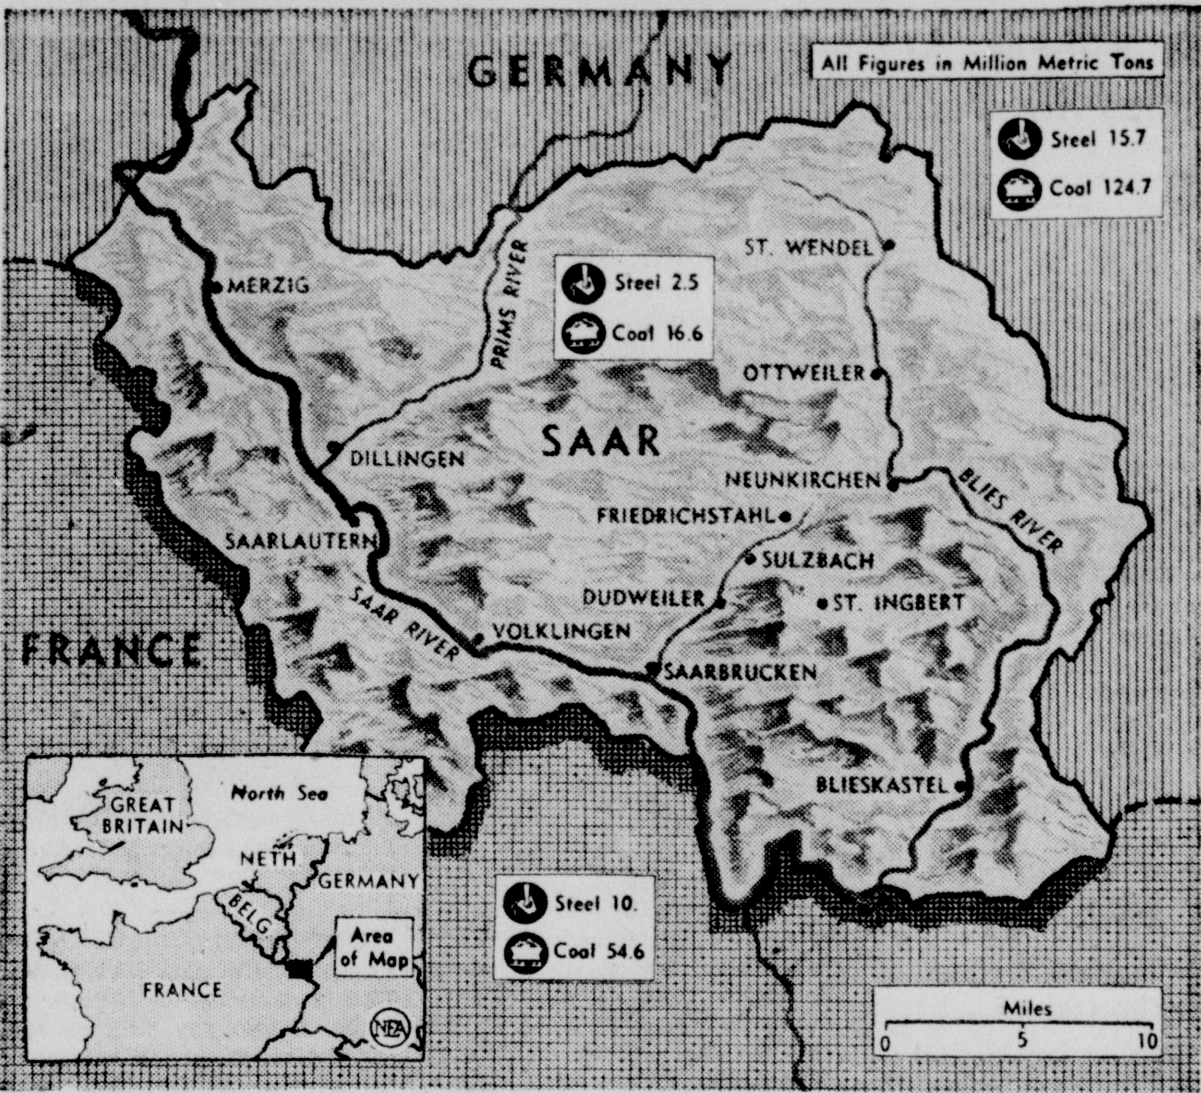 GERMANY
All Figures in Million Metric Tons
Steel 15.7
Coal 124.7
ST. WENDEL
MERZIG
PRIMS RIVER
Steel 2.5
Coal 16.6
OTTWEILER
SAAR
DILLINGEN
NEUNKIRCHEN
BLIES RIVER
FRIEDRICHSTAHL
SAARLAUTERN
SULZBACH
SAAR RIVER
DUDWEILER
ST. INGBERT
FRANCE
VOLKLINGEN
SAARBRUCKEN
BLIESKASTEL
GREAT
BRITAIN
North Sea
NETH
GERMANY
BELG.
Area
of Map
FRANCE
NEA
Steel 10.
Coal 54.6
Miles
0 5 10